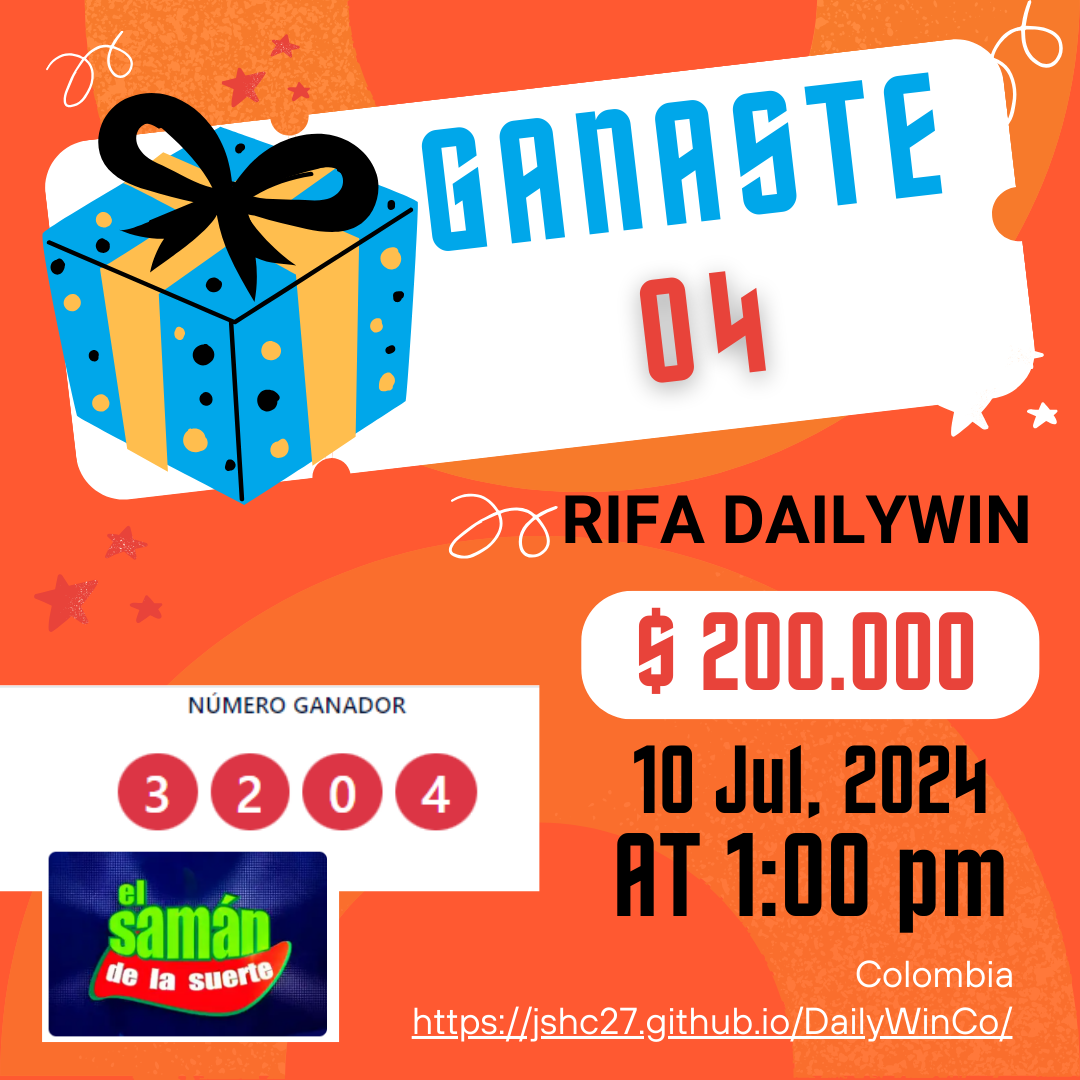 GANASTE
04
RIFA DAILYWIN
$ 200.000
NÚMERO GANADOR
3 2 0 4
10 Jul, 2024
AT 1:00 pm
el
samán
de la suerte
Colombia
https://jshc27.github.io/DailyWinCo/